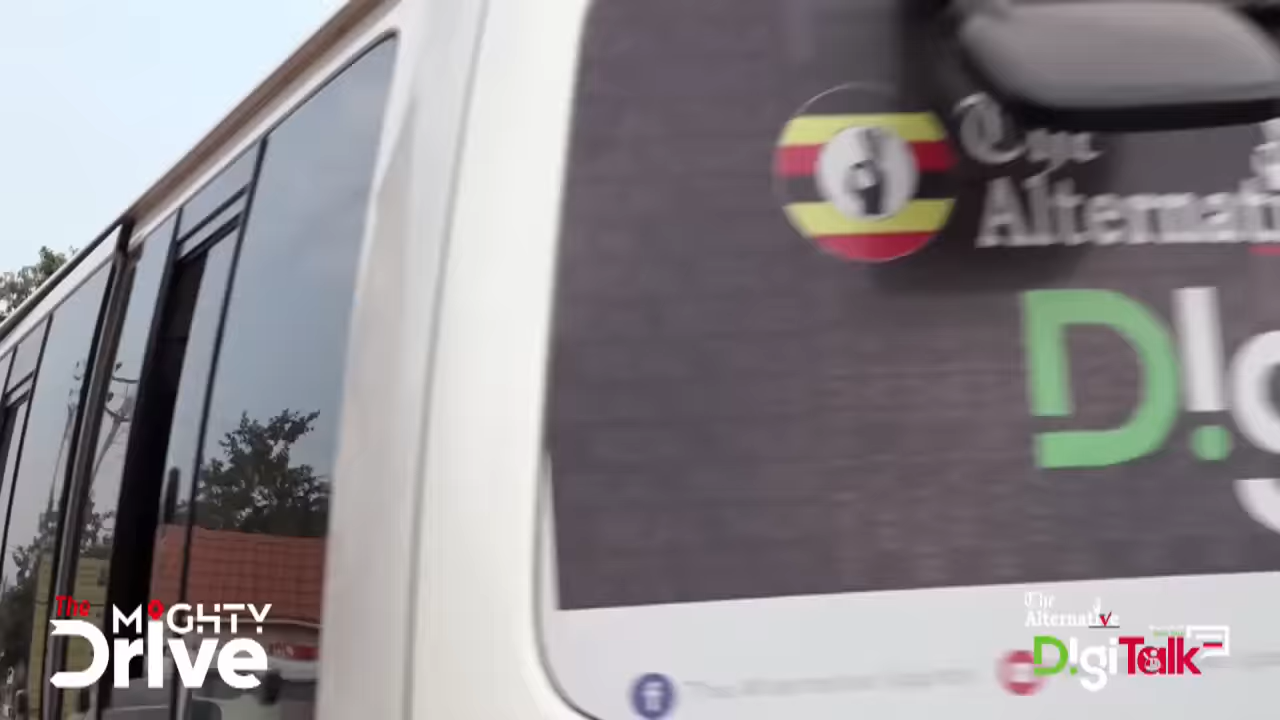 The
Alternati
D!g
The MiGHTY
Drive
The
Alternative
D!giTalk